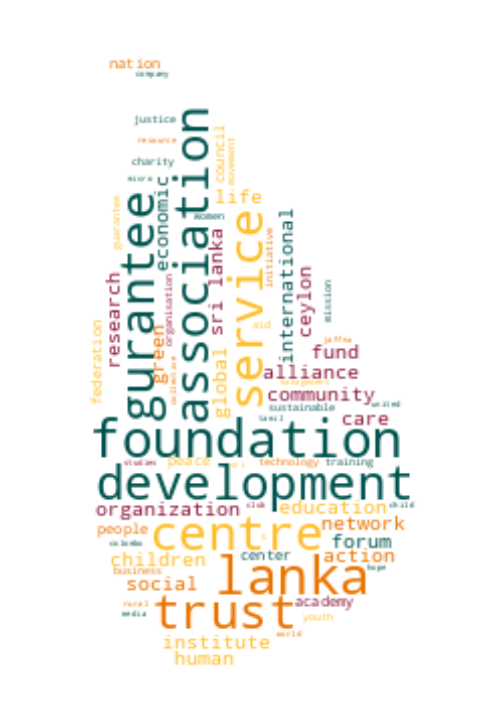 nation
company
justice
resource
charity
micro
guarantee
gurantee
association
economic
council
movement
life
women
service
sri lanka
international
initiative
research
organisation
green
federation
collective
global
aid
ceylon
mission
jaffna
fund
alliance
management
community
sustainable
united
tamil
care
foundation
studies
peace
technology
training
development
organization
club
education
child
people
centre
network
colombo
forum
children
center
action
business
hope
social
lanka
rural
trust
academy
media
youth
institute
world
human